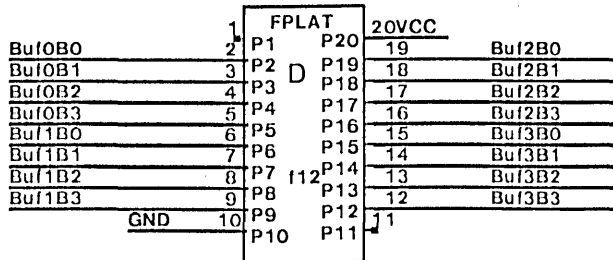 1 FPLAT 20VCC
P1 P20
Buf0B0 2 P2 P19 19 Buf2B0
Buf0B1 3 D P18 18 Buf2B1
Buf0B2 4 P3 P17 17 Buf2B2
Buf0B3 5 P4 P16 16 Buf2B3
Buf1B0 6 P5 P15 15 Buf3B0
Buf1B1 7 P6 P14 14 Buf3B1
Buf1B2 8 P7 f12 P13 13 Buf3B2
Buf1B3 9 P8 P12 12 Buf3B3
GND 10 P9 P11 11
P10